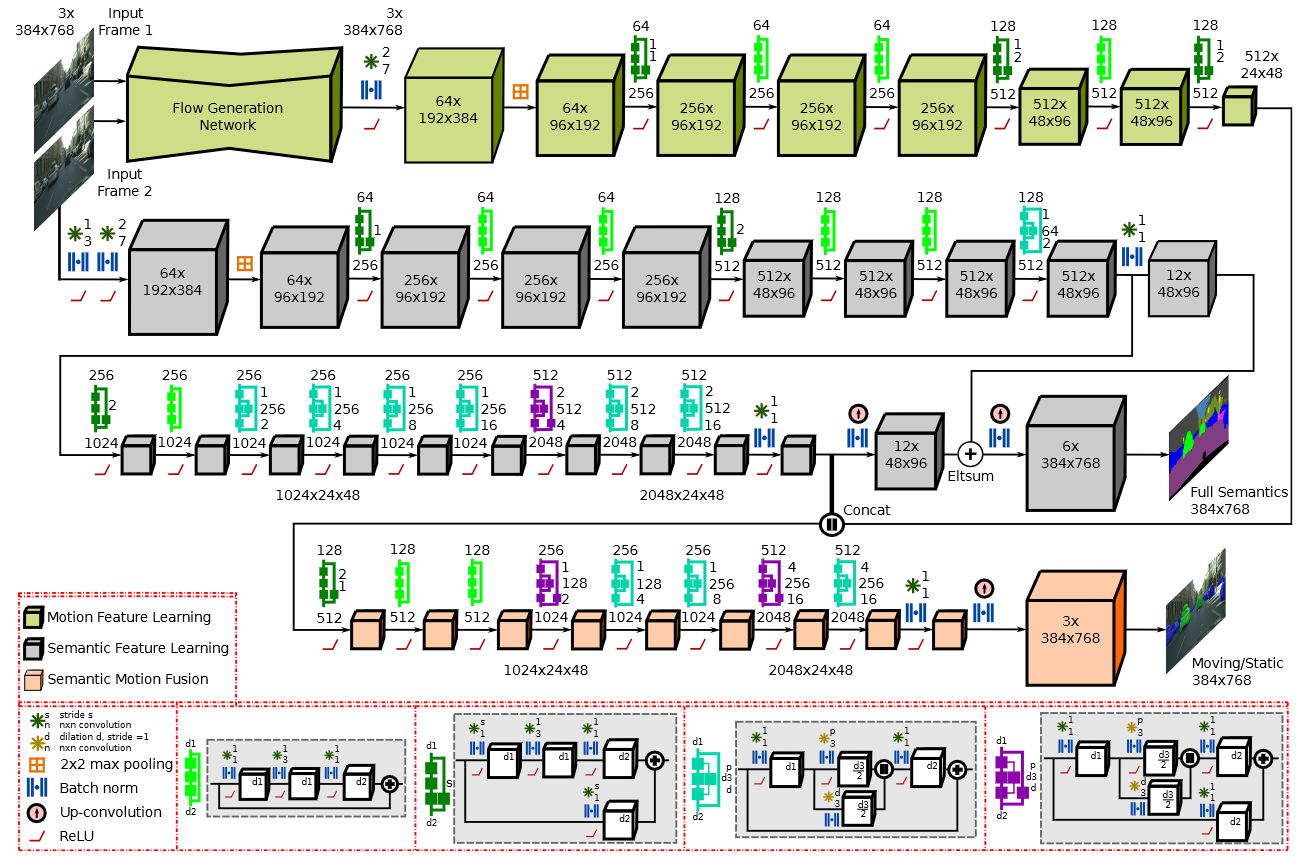 3x
384x768
Input
Frame 1
3x
384x768
2
7
Flow Generation
Network
Input
Frame 2
64x
192x384
64x
96x192
64
1
1
256
256x
96x192
64
256
256x
96x192
64
256
256x
96x192
128
1
2
512
512x
48x96
128
512
512x
48x96
128
1
2
512
512x
24x48
1
3
2
7
64x
192x384
64x
96x192
64
1
256
256x
96x192
64
256
256x
96x192
64
256
256x
96x192
128
2
512
512x
48x96
128
512
512x
48x96
128
512
512x
48x96
128
1
64
2
512
512x
48x96
1
1
12x
48x96
256
2
1024
256
1024
256
1
256
2
1024
256
1
256
4
1024
256
1
256
8
1024
256
1
256
16
1024
512
2
512
4
2048
512
2
512
8
2048
512
2
512
16
2048
1
1
1024x24x48
2048x24x48
12x
48x96
Eltsum
6x
384x768
Full Semantics
384x768
Concat
128
2
1
512
128
512
128
512
256
1
128
2
1024
256
1
128
4
1024
256
1
256
8
1024
512
4
256
16
2048
512
4
256
16
2048
1
1
1024x24x48
2048x24x48
3x
384x768
Moving/Static
384x768
Motion Feature Learning
Semantic Feature Learning
Semantic Motion Fusion
s
n
stride s
nxn convolution
d
n
dilation d, stride =1
nxn convolution
2x2 max pooling
Batch norm
Up-convolution
ReLU
d1
d2
1
1
d1
3
1
d1
1
1
d2
d1
s
d2
s
1
d1
1
3
d1
1
1
d2
s
1
d2
d1
p
d3
d
d2
1
1
d1
p
3
d3
2
d
3
d3
2
1
1
d2
d1
p
d3
d
d2
1
1
d1
p
3
d3
2
d
3
d3
2
1
1
d2
1
1
d2